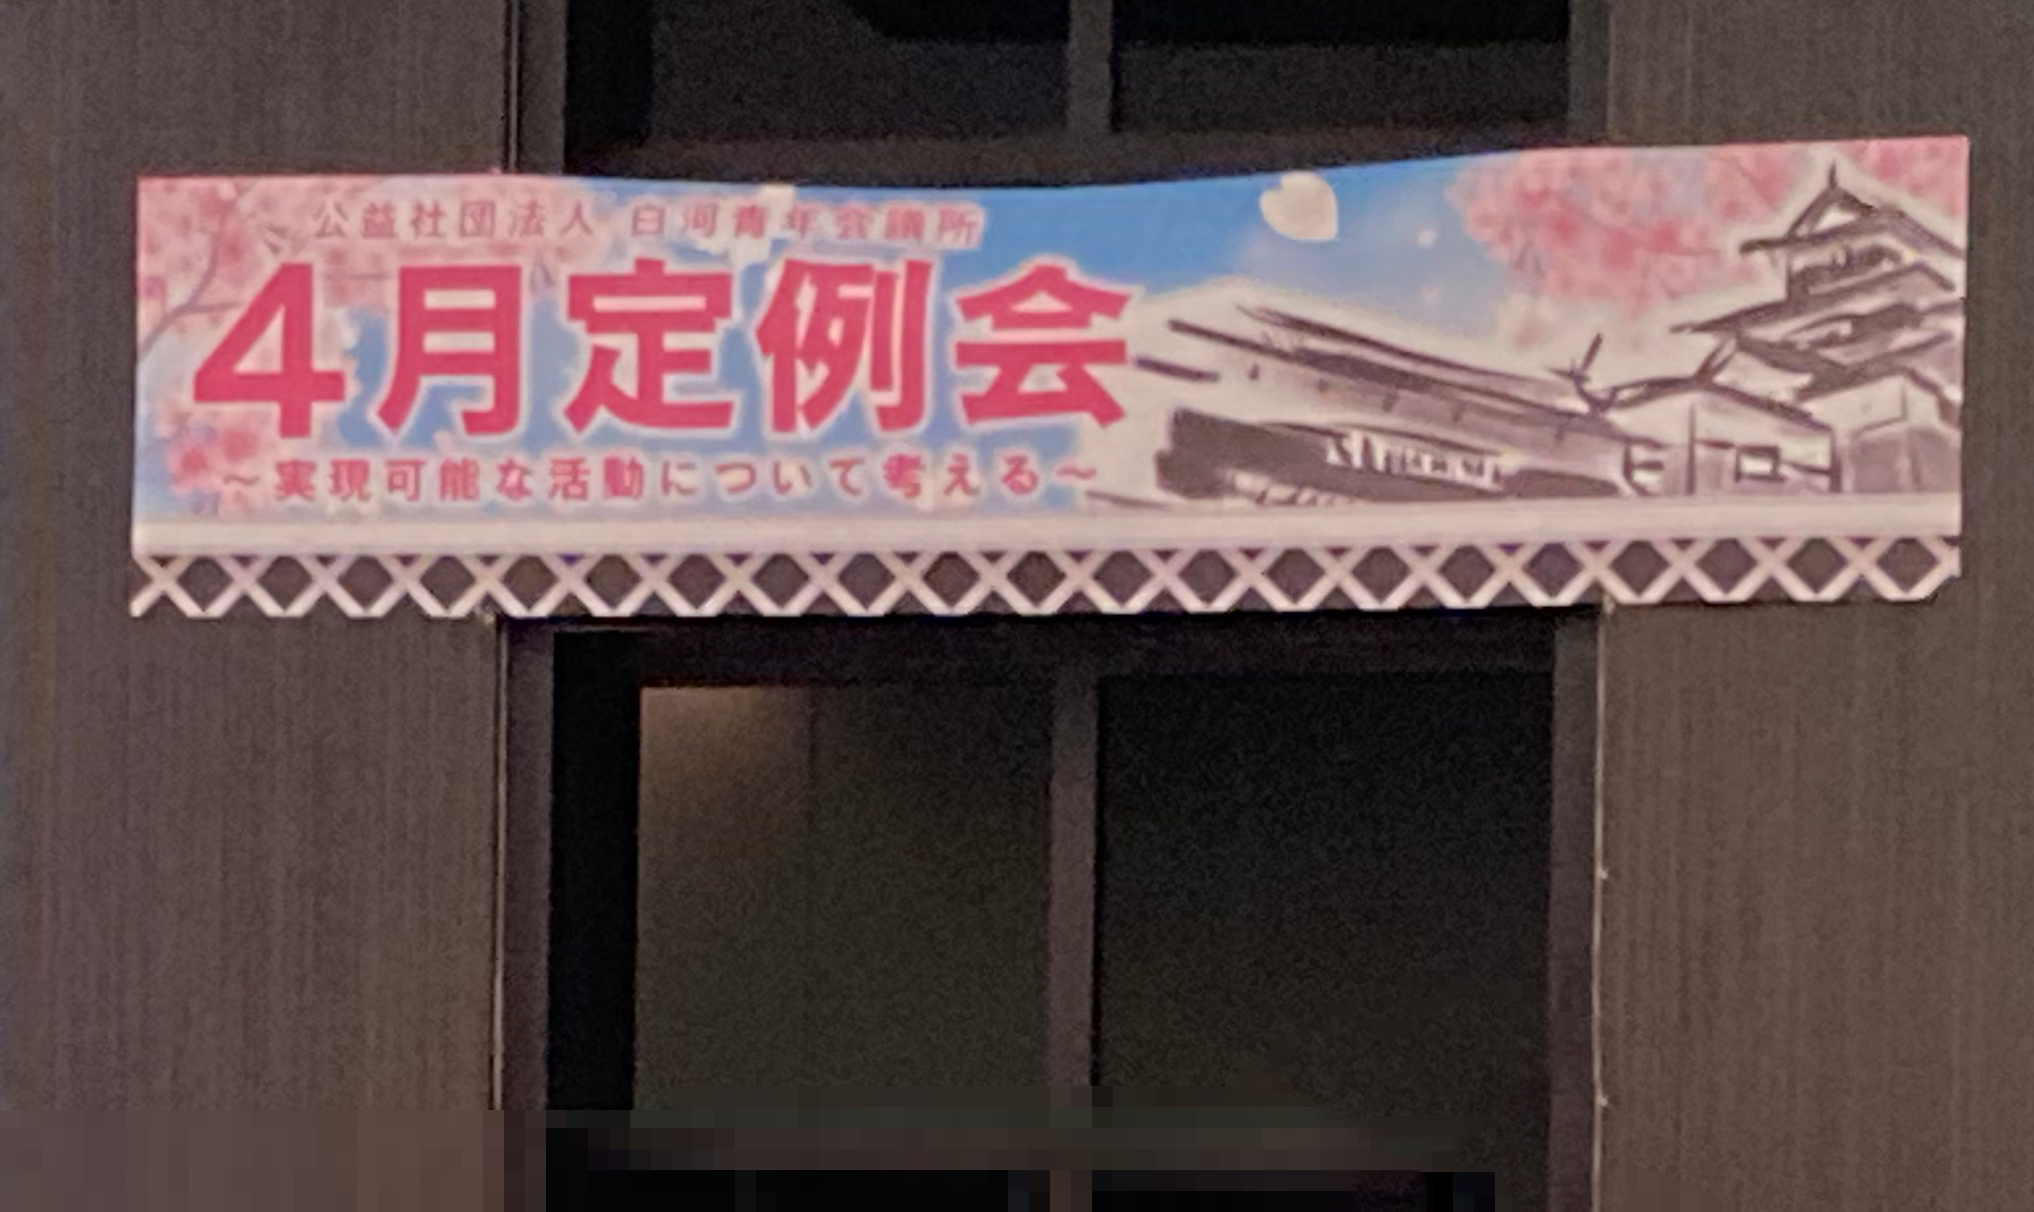 公益社団法人 白河青年会議所
4月定例会
~実現可能な活動について考える~